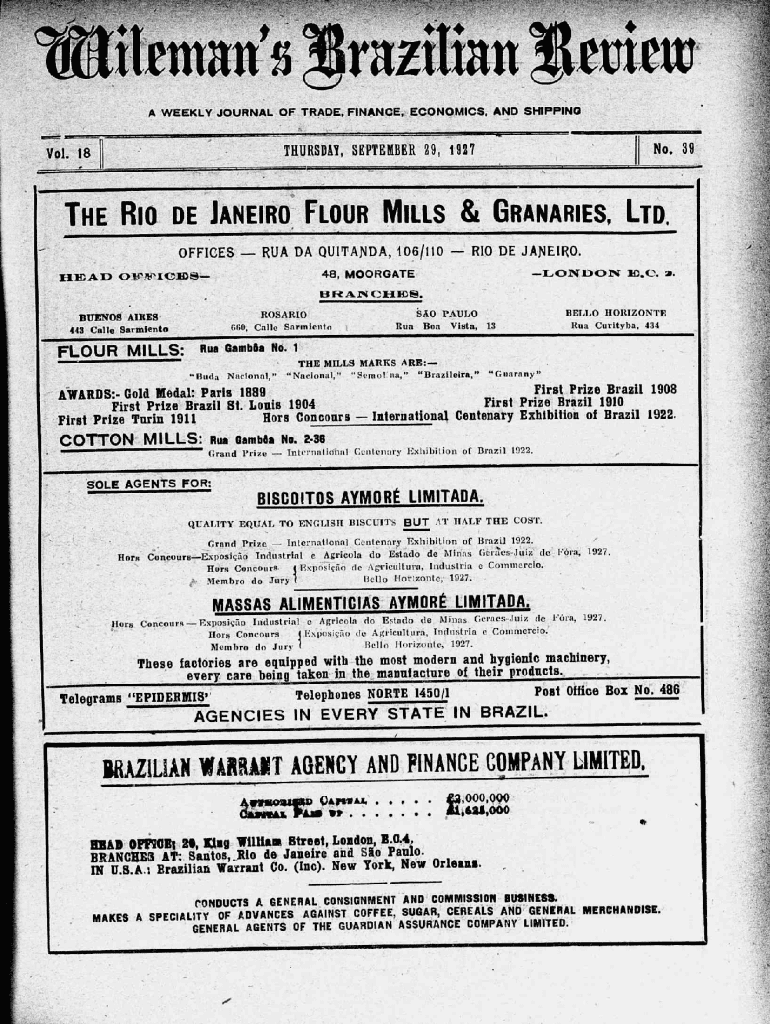 Wileman's Brazilian Review
A WEEKLY JOURNAL OF TRADE, FINANCE, ECONOMICS, AND SHIPPING
Vol. 18 THURSDAY, SEPTEMBER 29, 1927 No. 39
THE RIO DE JANEIRO FLOUR MILLS & GRANARIES, LTD.
OFFICES — RUA DA QUITANDA, 106/110 — RIO DE JANEIRO.
HEAD OFFICES— 48, MOORGATE —LONDON E.C. 2.
BRANCHES.
BUENOS AIRES ROSARIO SÃO PAULO BELLO HORIZONTE
443 Calle Sarmiento 660, Calle Sarmiento Rua Boa Vista, 13 Rua Curityba, 434
FLOUR MILLS: Rua Gambôa No. 1
THE MILLS MARKS ARE:—
"Buda Nacional," "Nacional," "Semolina," "Brazileira," "Guarany"
AWARDS:- Gold Medal: Paris 1889 First Prize Brazil 1908
First Prize Brazil St. Louis 1904 First Prize Brazil 1910
First Prize Turin 1911 Hors Concours — International Centenary Exhibition of Brazil 1922.
COTTON MILLS: Rua Gambôa No. 2-36
Grand Prize — International Centenary Exhibition of Brazil 1922.
SOLE AGENTS FOR:
BISCOITOS AYMORÉ LIMITADA.
QUALITY EQUAL TO ENGLISH BISCUITS BUT AT HALF THE COST.
Grand Prize — International Centenary Exhibition of Brazil 1922.
Hors Concours—Exposição Industrial e Agricola do Estado de Minas Geraes-Juiz de Fóra, 1927.
Hors Concours { Exposição de Agricultura, Industria e Commercio.
Membro do Jury Bello Horizonte, 1927.
MASSAS ALIMENTICIAS AYMORÉ LIMITADA.
Hors Concours — Exposição Industrial e Agricola do Estado de Minas Geraes-Juiz de Fóra, 1927.
Hors Concours { Exposição de Agricultura, Industria e Commercio.
Membro do Jury Bello Horizonte, 1927.
These factories are equipped with the most modern and hygienic machinery,
every care being taken in the manufacture of their products.
Telegrams "EPIDERMIS' Telephones NORTE 1450/1 Post Office Box No. 486
AGENCIES IN EVERY STATE IN BRAZIL.
BRAZILIAN WARRANT AGENCY AND FINANCE COMPANY LIMITED.
AUTHORISED CAPITAL . . . . . £2,000,000
CAPITAL PAID UP . . . . . . . £1,625,000
HEAD OFFICE; 20, King William Street, London, E.C.4.
BRANCHES AT: Santos, Rio de Janeiro and São Paulo.
IN U.S.A.: Brazilian Warrant Co. (Inc). New York, New Orleans.
CONDUCTS A GENERAL CONSIGNMENT AND COMMISSION BUSINESS.
MAKES A SPECIALITY OF ADVANCES AGAINST COFFEE, SUGAR, CEREALS AND GENERAL MERCHANDISE.
GENERAL AGENTS OF THE GUARDIAN ASSURANCE COMPANY LIMITED.